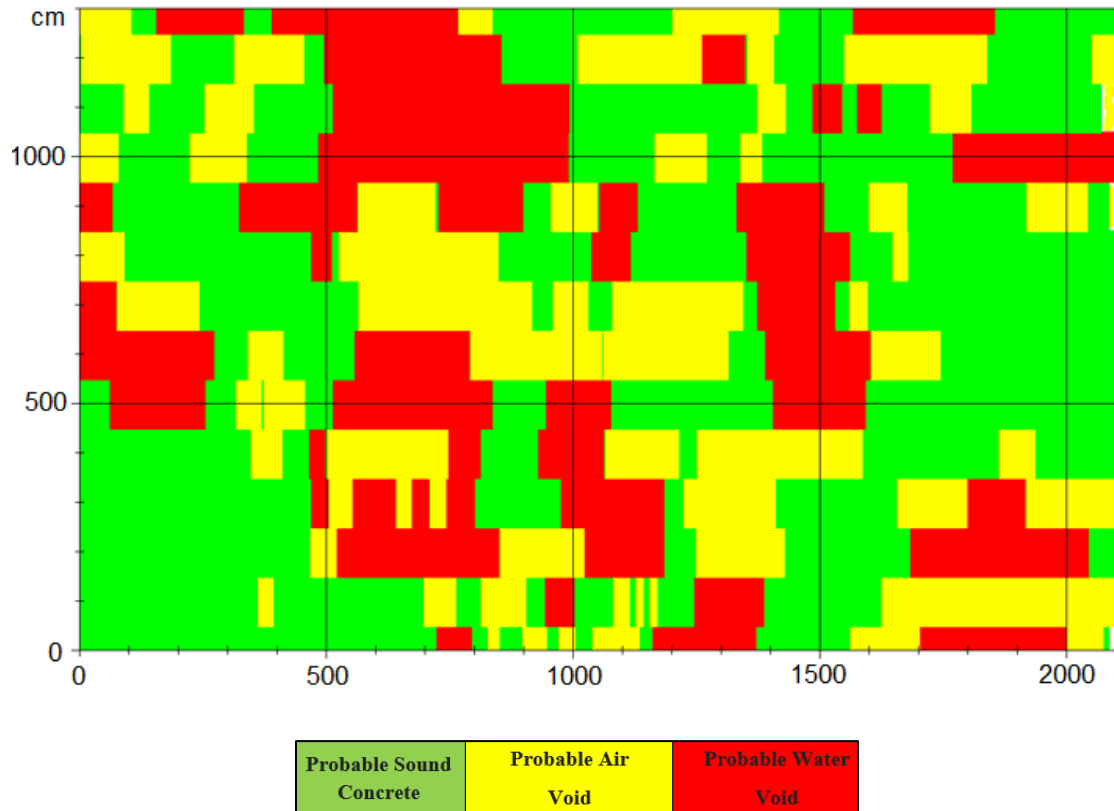 cm
1000
500
0
0 500 1000 1500 2000
Probable Sound Probable Air Probable Water
Concrete Void Void